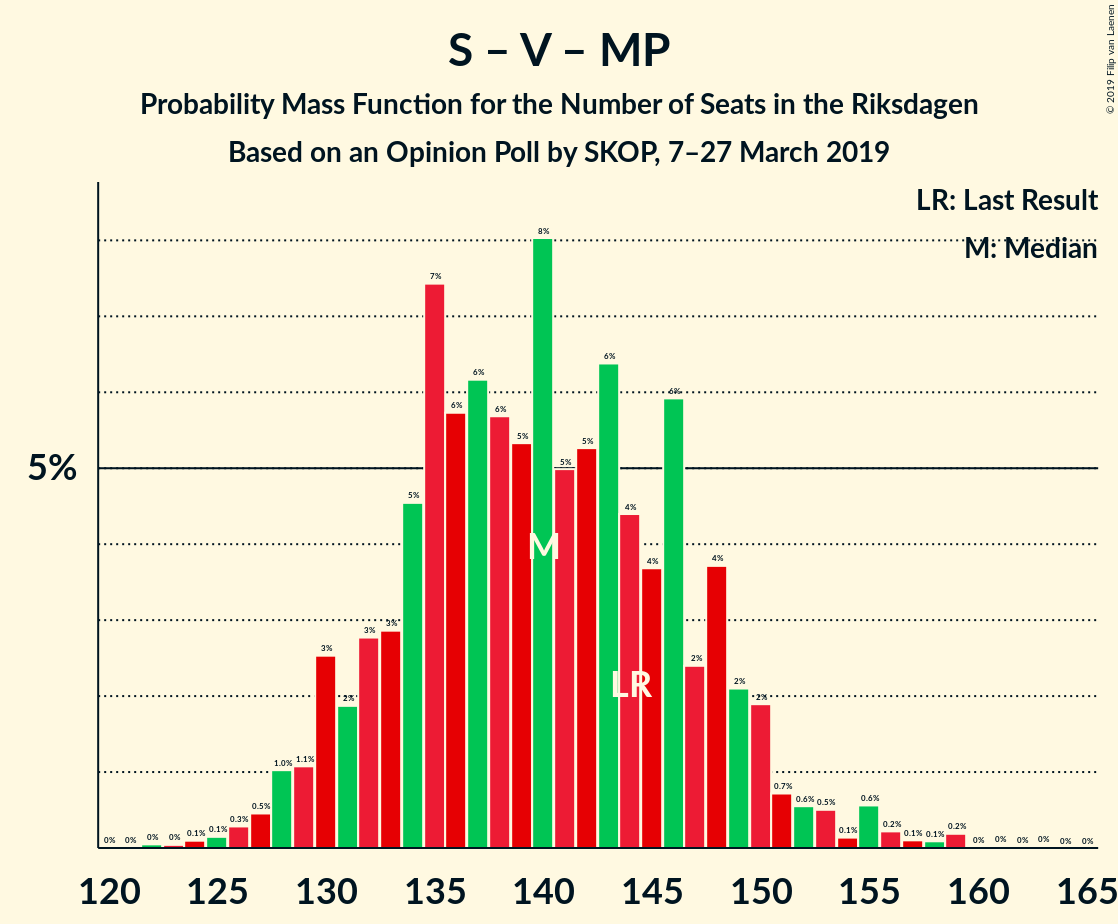 S – V – MP
Probability Mass Function for the Number of Seats in the Riksdagen
Based on an Opinion Poll by SKOP, 7–27 March 2019
© 2019 Filip van Laenen
LR: Last Result
M: Median
5%
0% 0% 0% 0% 0.1% 0.1% 0.3% 0.5% 1.0% 1.1% 3% 2% 3% 3% 5% 7% 6% 6% 6% 5% 8% 5% 5% 6% 4% 4% 6% 2% 4% 2% 2% 0.7% 0.6% 0.5% 0.1% 0.6% 0.2% 0.1% 0.1% 0.2% 0% 0% 0% 0% 0% 0%
M
LR
120 125 130 135 140 145 150 155 160 165